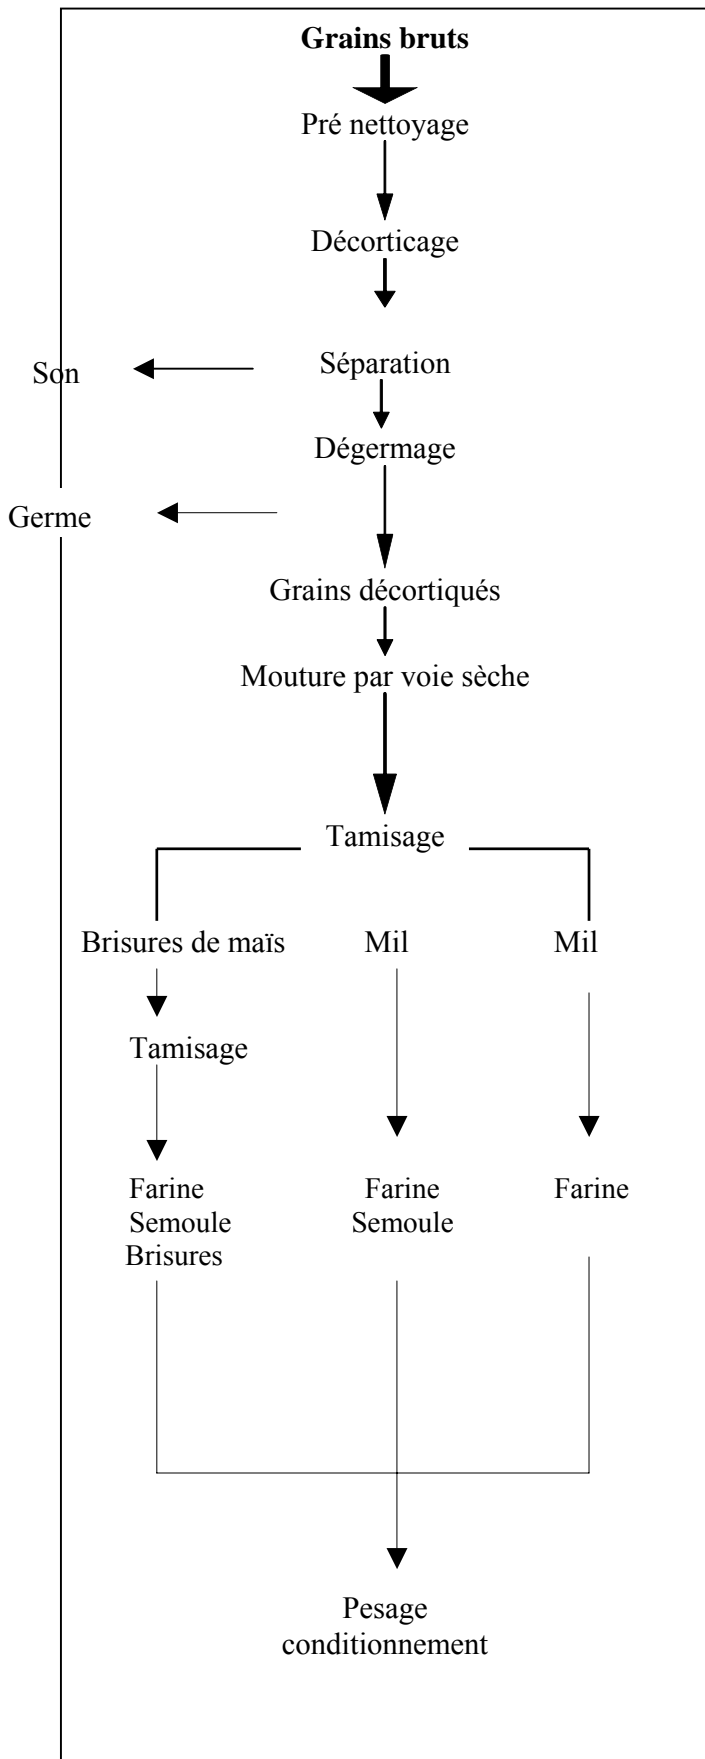 Grains bruts
Pré nettoyage
Décorticage
Son
Séparation
Dégermage
Germe
Grains décortiqués
Mouture par voie sèche
Tamisage
Brisures de maïs
Mil
Mil
Tamisage
Farine
Semoule
Brisures
Farine
Semoule
Farine
Pesage
conditionnement